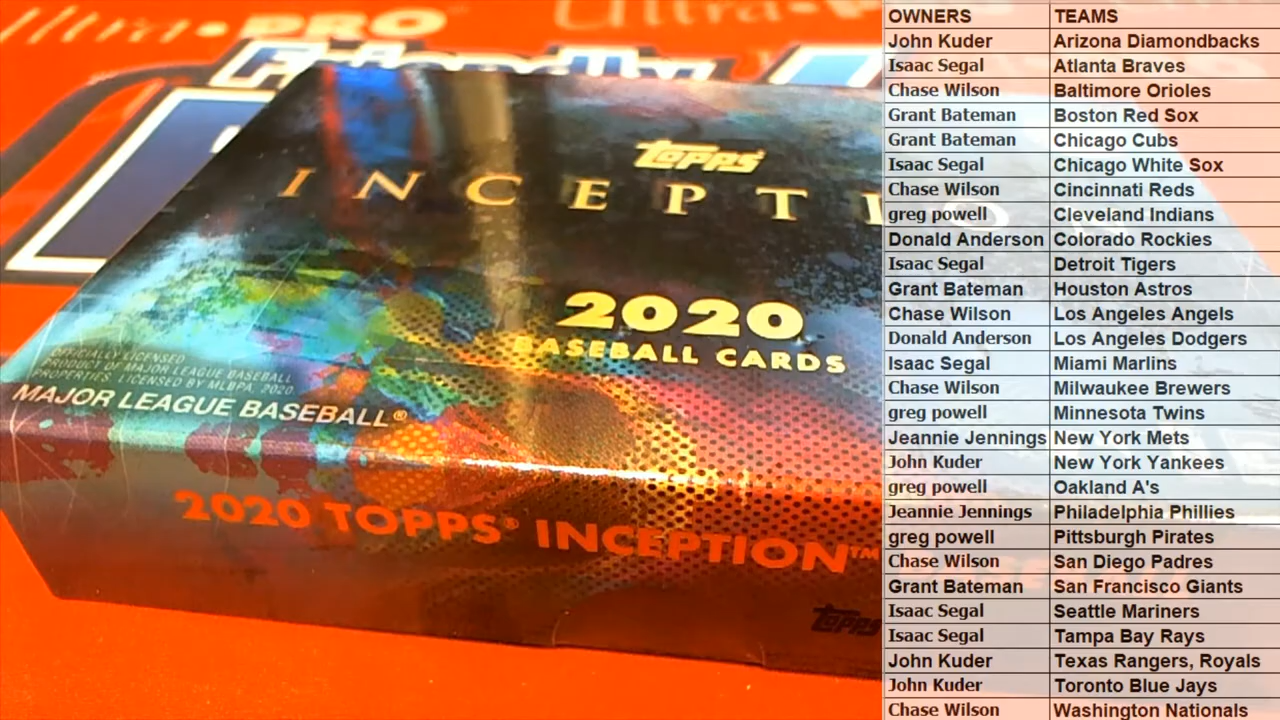 Ultra•PRO
Ultra•
TOPPS
INCEPTIO
2020
BASEBALL CARDS
OFFICIALLY LICENSED
PRODUCT OF MAJOR LEAGUE BASEBALL
PROPERTIES. LICENSED BY MLBPA. 2020
MAJOR LEAGUE BASEBALL®
2020 TOPPS® INCEPTION™
TOPPS
OWNERS TEAMS
John Kuder Arizona Diamondbacks
Isaac Segal Atlanta Braves
Chase Wilson Baltimore Orioles
Grant Bateman Boston Red Sox
Grant Bateman Chicago Cubs
Isaac Segal Chicago White Sox
Chase Wilson Cincinnati Reds
greg powell Cleveland Indians
Donald Anderson Colorado Rockies
Isaac Segal Detroit Tigers
Grant Bateman Houston Astros
Chase Wilson Los Angeles Angels
Donald Anderson Los Angeles Dodgers
Isaac Segal Miami Marlins
Chase Wilson Milwaukee Brewers
greg powell Minnesota Twins
Jeannie Jennings New York Mets
John Kuder New York Yankees
greg powell Oakland A's
Jeannie Jennings Philadelphia Phillies
greg powell Pittsburgh Pirates
Chase Wilson San Diego Padres
Grant Bateman San Francisco Giants
Isaac Segal Seattle Mariners
Isaac Segal Tampa Bay Rays
John Kuder Texas Rangers, Royals
John Kuder Toronto Blue Jays
Chase Wilson Washington Nationals